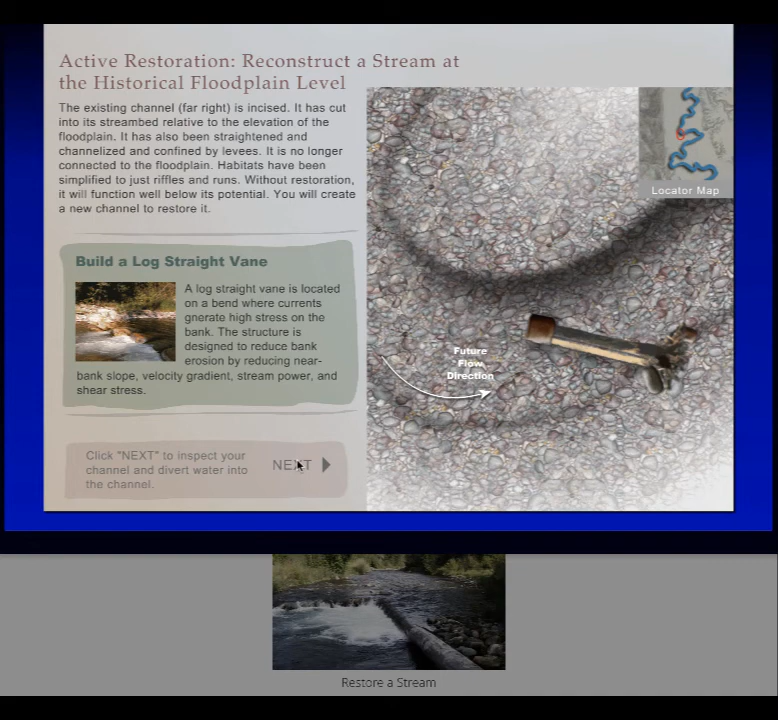 Active Restoration: Reconstruct a Stream at
the Historical Floodplain Level
The existing channel (far right) is incised. It has cut
into its streambed relative to the elevation of the
floodplain. It has also been straightened and
channelized and confined by levees. It is no longer
connected to the floodplain. Habitats have been
simplified to just riffles and runs. Without restoration,
it will function well below its potential. You will create
a new channel to restore it.
Build a Log Straight Vane
A log straight vane is located
on a bend where currents
gnerate high stress on the
bank. The structure is
designed to reduce bank
erosion by reducing near-
bank slope, velocity gradient, stream power, and
shear stress.
Click "NEXT" to inspect your
channel and divert water into
the channel.
NEXT
Locator Map
Future
Flow
Direction
Restore a Stream